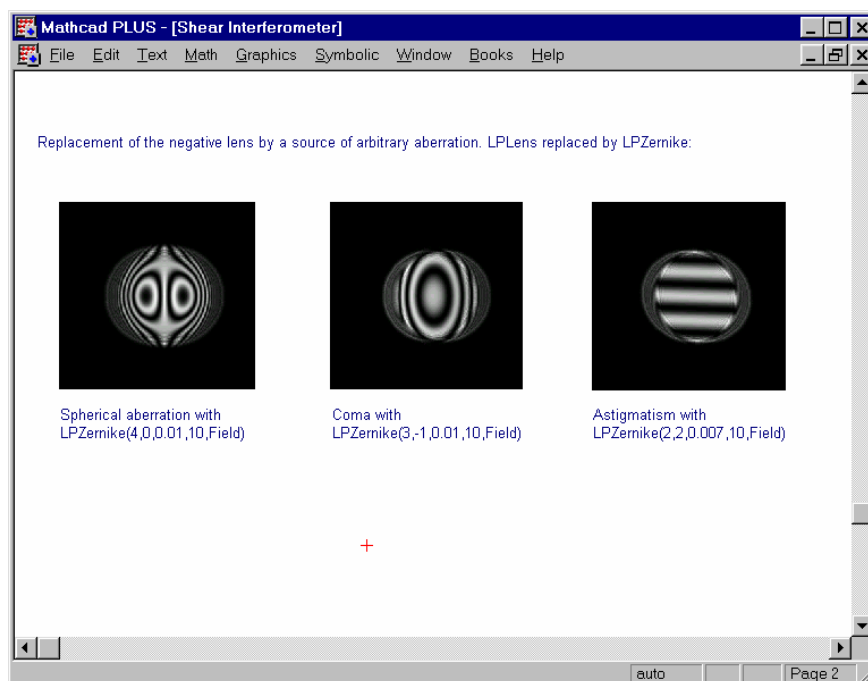 Mathcad PLUS - [Shear Interferometer]
File Edit Text Math Graphics Symbolic Window Books Help
Replacement of the negative lens by a source of arbitrary aberration. LPLens replaced by LPZernike:
Spherical aberration with
LPZernike(4,0,0.01,10,Field)
Coma with
LPZernike(3,-1,0.01,10,Field)
Astigmatism with
LPZernike(2,2,0.007,10,Field)
auto Page 2